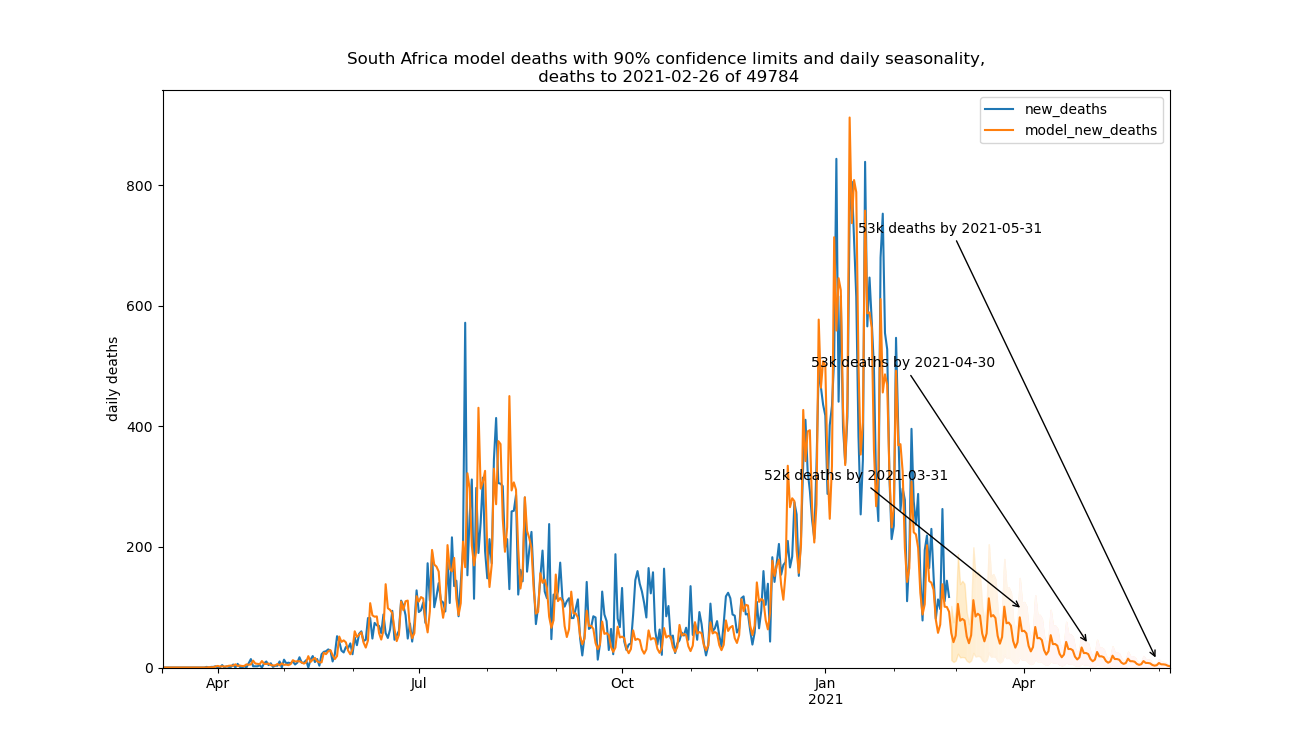 South Africa model deaths with 90% confidence limits and daily seasonality,
deaths to 2021-02-26 of 49784
new_deaths
model_new_deaths
daily deaths
800
600
400
200
0
53k deaths by 2021-05-31
53k deaths by 2021-04-30
52k deaths by 2021-03-31
Apr
Jul
Oct
Jan
2021
Apr